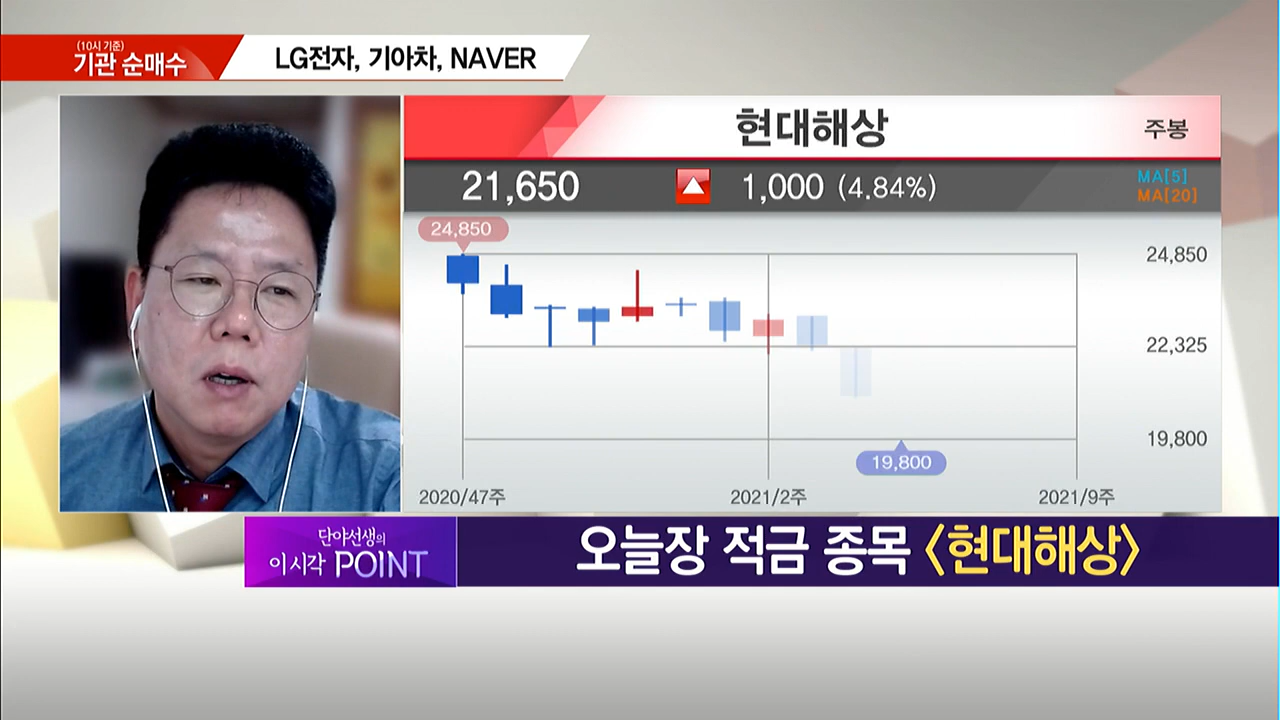 (10시 기준)
기관 순매수
LG전자, 기아차, NAVER
현대해상
주봉
21,650
1,000 (4.84%)
MA[5]
MA[20]
24,850
24,850
22,325
19,800
19,800
2020/47주
2021/2주
2021/9주
단야선생의
이시각 POINT
오늘장 적금 종목 <현대해상>